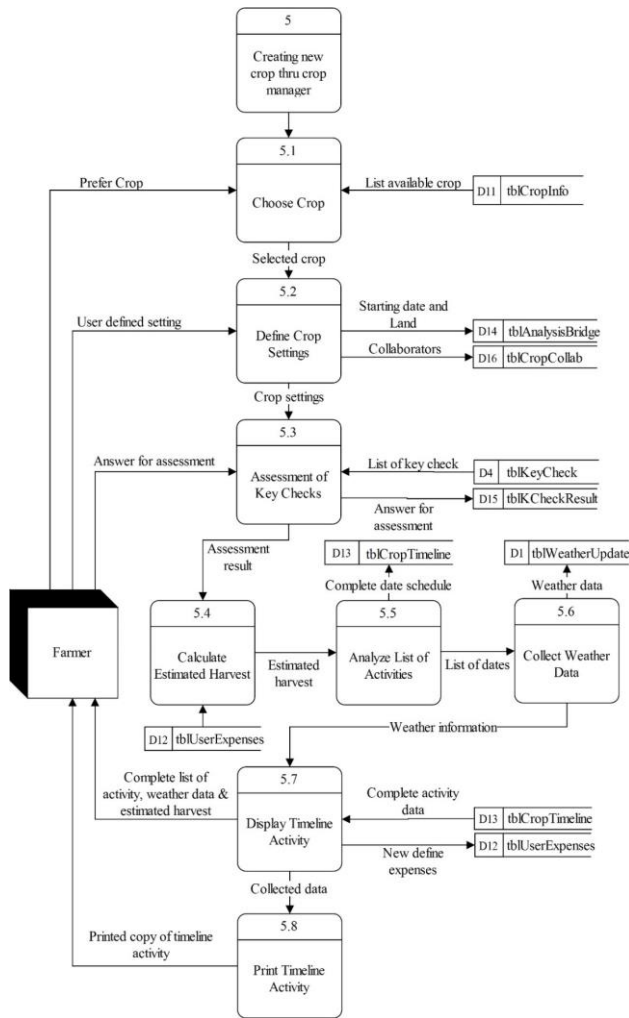 5
Creating new
crop thru crop
manager
5.1
Prefer Crop
List available crop
D11 tblCropInfo
Choose Crop
Selected crop
5.2
Starting date and
Land
User defined setting
D14 tblAnalysisBridge
Define Crop
Settings
Collaborators
D16 tblCropCollab
Crop settings
5.3
Answer for assessment
List of key check
D4 tblKeyCheck
Assessment of
Key Checks
D15 tblKCheckResult
Answer for
assessment
Assessment
result
D13 tblCropTimeline
D1 tblWeatherUpdate
Complete date schedule
Weather data
5.4
5.5
5.6
Farmer
Calculate
Estimated Harvest
Estimated
harvest
Analyze List of
Activities
List of dates
Collect Weather
Data
D12 tblUserExpenses
Weather information
5.7
Complete list of
activity, weather data &
estimated harvest
Complete activity
data
D13 tblCropTimeline
Display Timeline
Activity
D12 tblUserExpenses
New define
expenses
Collected data
5.8
Printed copy of timeline
activity
Print Timeline
Activity